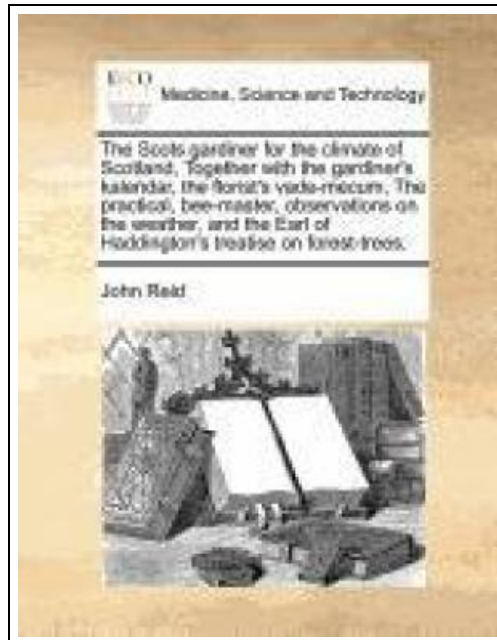 ECCO
Medicine, Science and Technology
The Scots gardiner for the climate of
Scotland, Together with the gardiner's
kalendar, the florist's vade-mecum, The
practical, bee-master, observations on
the weather, and the Earl of
Haddington's treatise on forest-trees.
John Reid